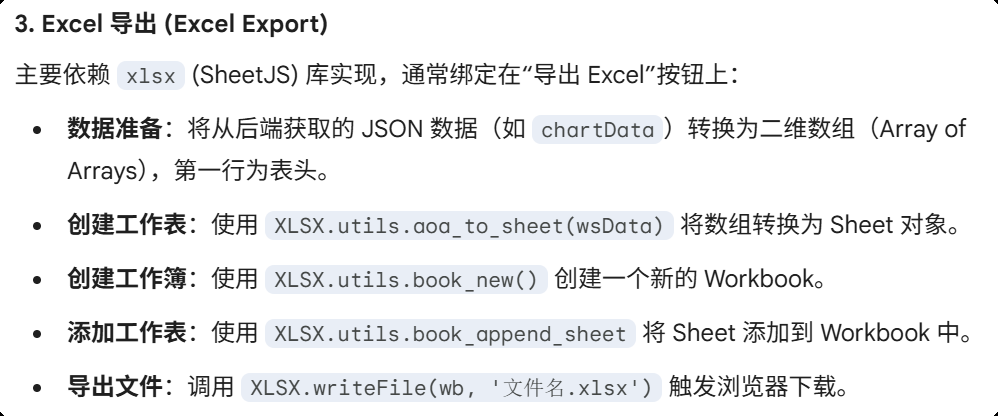 3. Excel 导出 (Excel Export)
主要依赖 xlsx (SheetJS) 库实现，通常绑定在“导出 Excel”按钮上：
• 数据准备：将从后端获取的 JSON 数据（如 chartData）转换为二维数组（Array of
Arrays），第一行为表头。
• 创建工作表：使用 XLSX.utils.aoa_to_sheet(wsData) 将数组转换为 Sheet 对象。
• 创建工作簿：使用 XLSX.utils.book_new() 创建一个新的 Workbook。
• 添加工作表：使用 XLSX.utils.book_append_sheet 将 Sheet 添加到 Workbook 中。
• 导出文件：调用 XLSX.writeFile(wb, '文件名.xlsx') 触发浏览器下载。